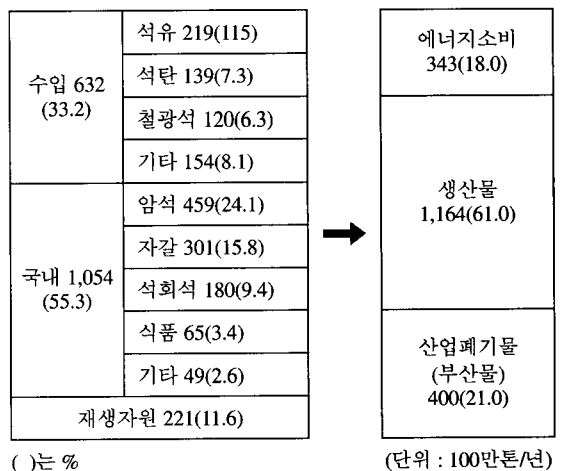 수입 632
(33.2)
석유 219(115)
석탄 139(7.3)
철광석 120(6.3)
기타 154(8.1)
국내 1,054
(55.3)
암석 459(24.1)
자갈 301(15.8)
석회석 180(9.4)
식품 65(3.4)
기타 49(2.6)
재생자원 221(11.6)
( )는 %
에너지소비
343(18.0)
생산물
1,164(61.0)
산업폐기물
(부산물)
400(21.0)
(단위 : 100만톤/년)